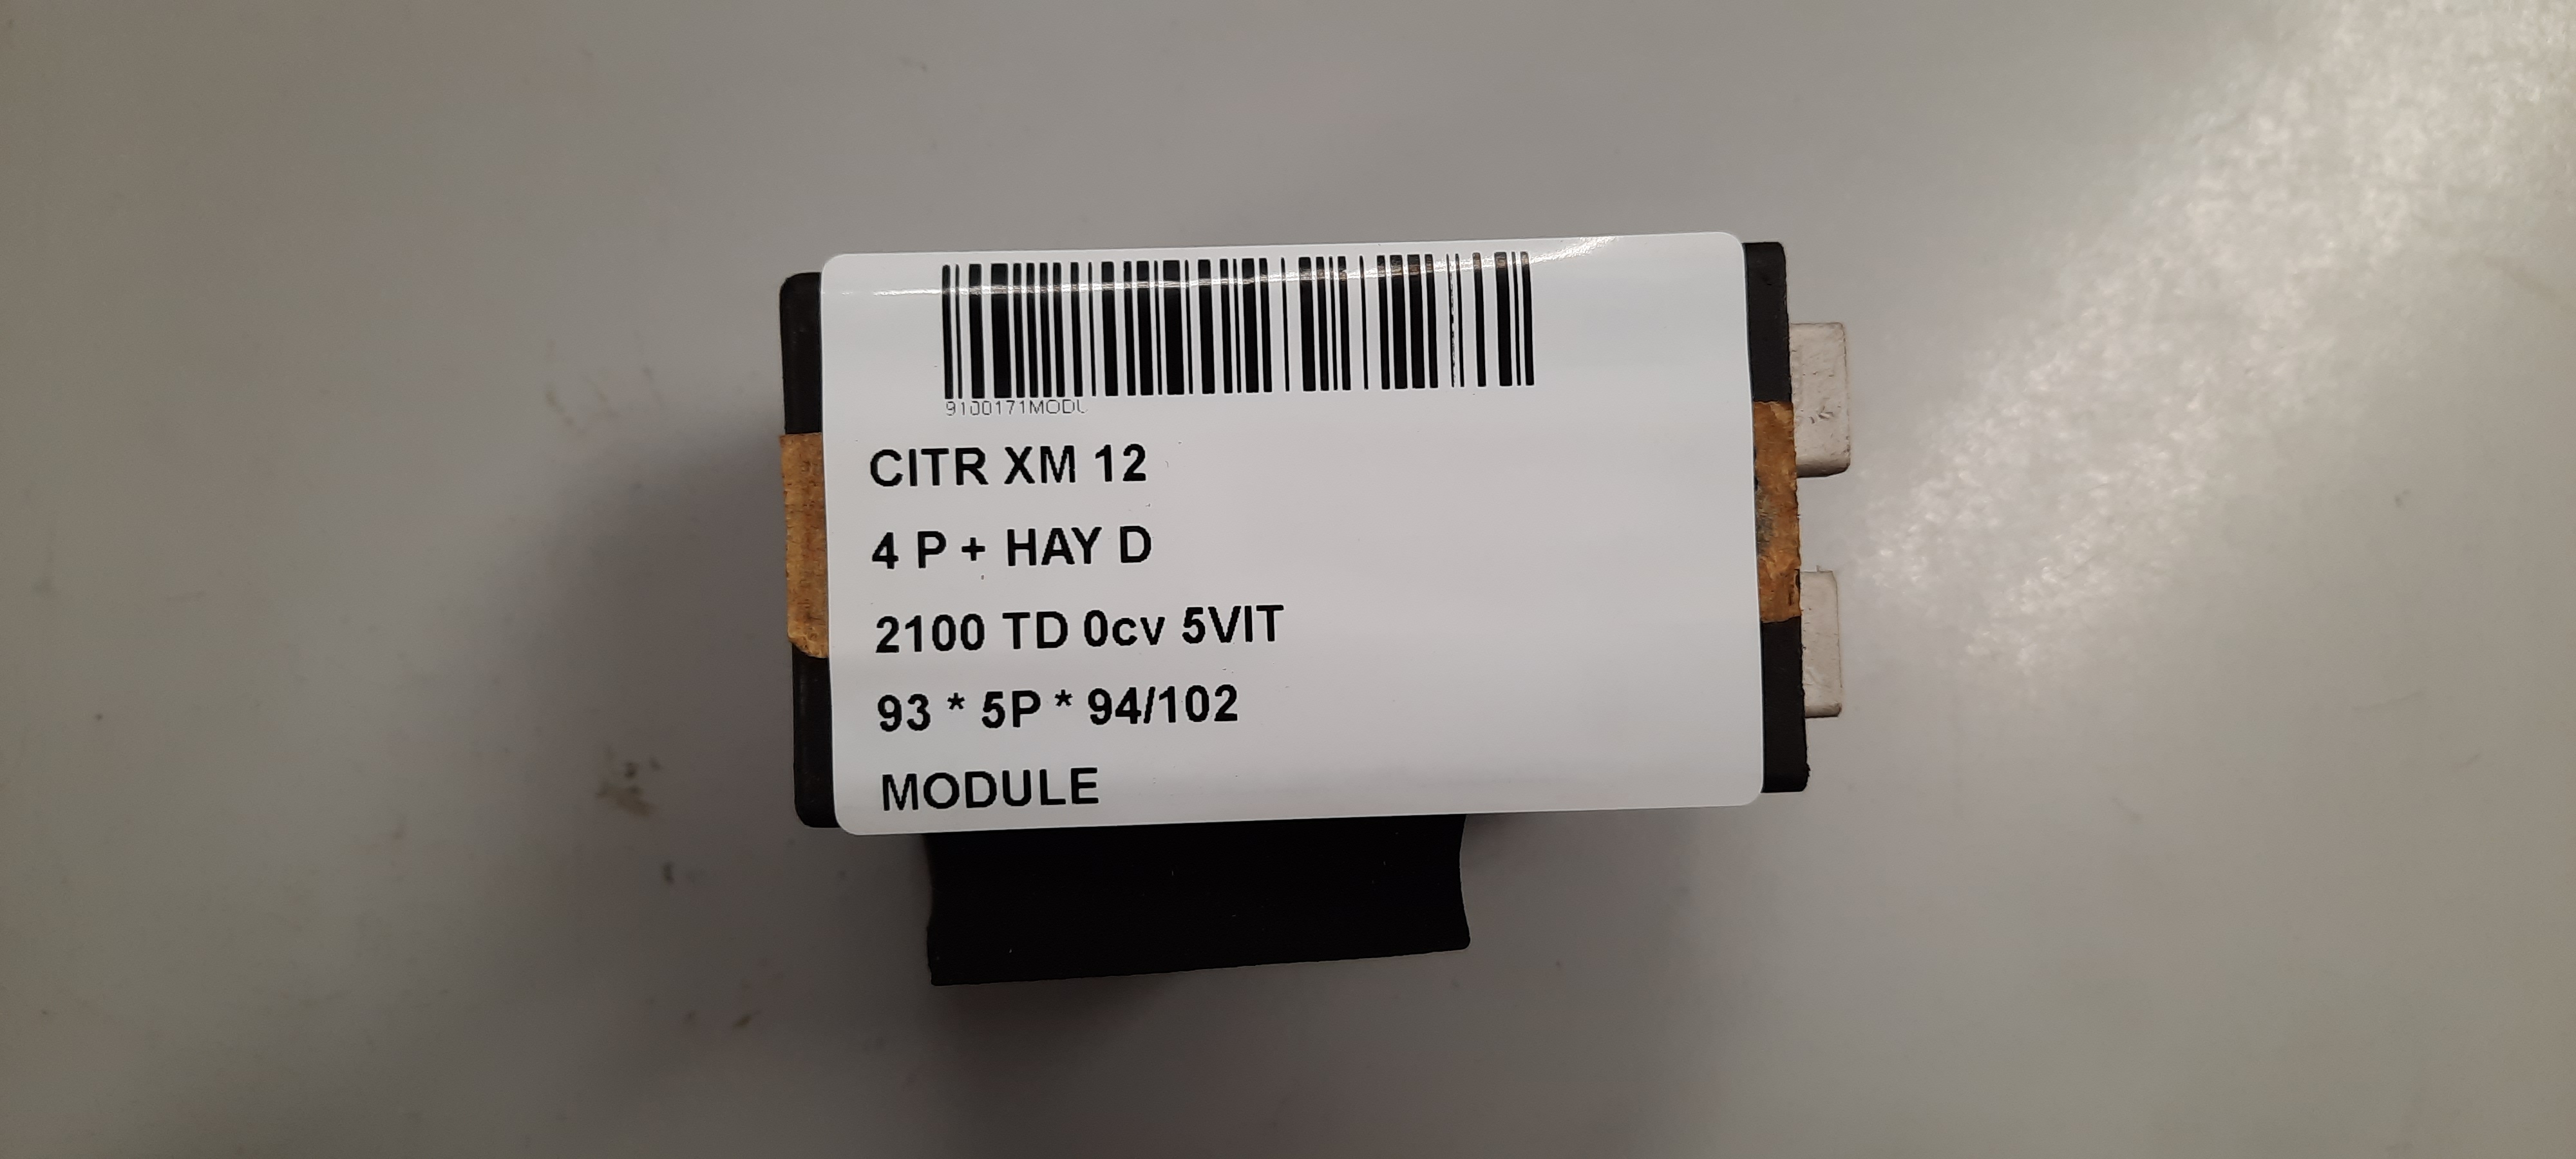 9100171MODU
CITR XM 12
4 P + HAY D
2100 TD 0cv 5VIT
93 * 5P * 94/102
MODULE